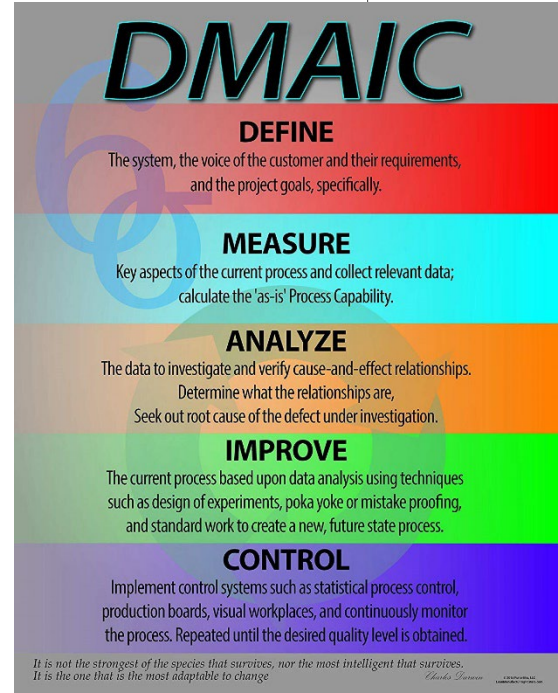 DMAIC
6σ
DEFINE
The system, the voice of the customer and their requirements,
and the project goals, specifically.
MEASURE
Key aspects of the current process and collect relevant data;
calculate the 'as-is' Process Capability.
ANALYZE
The data to investigate and verify cause-and-effect relationships.
Determine what the relationships are,
Seek out root cause of the defect under investigation.
IMPROVE
The current process based upon data analysis using techniques
such as design of experiments, poka yoke or mistake proofing,
and standard work to create a new, future state process.
CONTROL
Implement control systems such as statistical process control,
production boards, visual workplaces, and continuously monitor
the process. Repeated until the desired quality level is obtained.
It is not the strongest of the species that survives, nor the most intelligent that survives.
It is the one that is the most adaptable to change
Charles Darwin